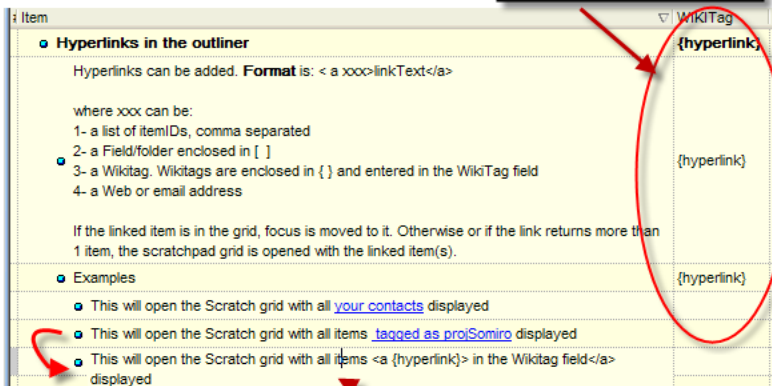 Item WIKITag
Hyperlinks in the outliner {hyperlink}
Hyperlinks can be added. Format is: < a xxx>linkText</a>
where xxx can be:
1- a list of itemIDs, comma separated
2- a Field/folder enclosed in [ ]
3- a Wikitag. Wikitags are enclosed in { } and entered in the WikiTag field
{hyperlink}
4- a Web or email address
If the linked item is in the grid, focus is moved to it. Otherwise or if the link returns more than
1 item, the scratchpad grid is opened with the linked item(s).
Examples {hyperlink}
This will open the Scratch grid with all your contacts displayed
This will open the Scratch grid with all items tagged as projSomiro displayed
This will open the Scratch grid with all items <a {hyperlink}> in the Wikitag field</a>
displayed